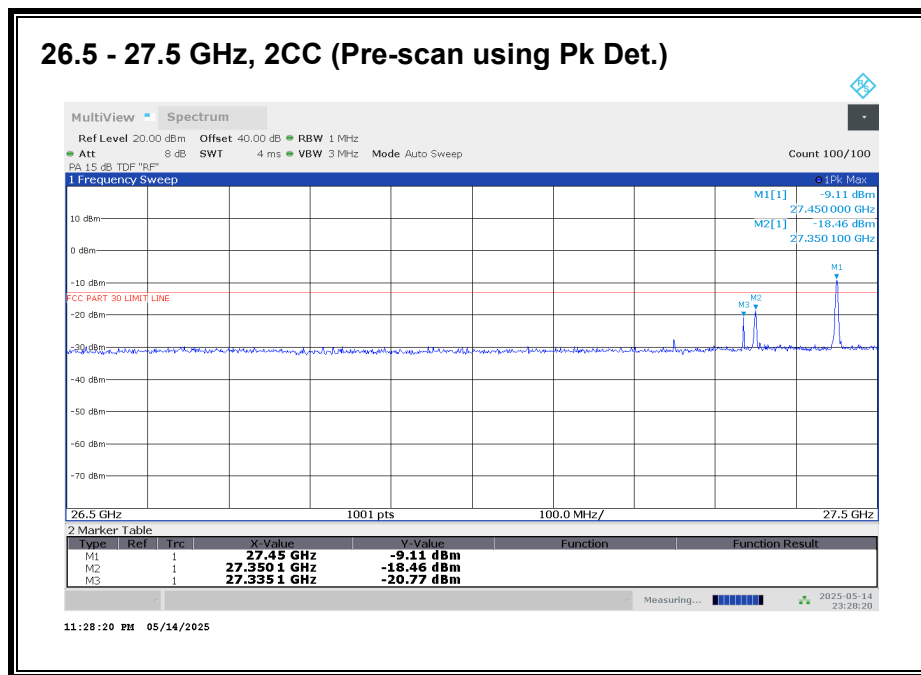 26.5 - 27.5 GHz, 2CC (Pre-scan using Pk Det.)
R S
MultiView Spectrum
Ref Level 20.00 dBm Offset 40.00 dB RBW 1 MHz
Att 8 dB SWT 4 ms VBW 3 MHz Mode Auto Sweep Count 100/100
PA 15 dB TDF "RF"
1 Frequency Sweep 1Pk Max
M1[1] -9.11 dBm
27.450 000 GHz
M2[1] -18.46 dBm
27.350 100 GHz
10 dBm
0 dBm
M1
-10 dBm
FCC PART 30 LIMIT LINE
M3 M2
-20 dBm
-30 dBm
-40 dBm
-50 dBm
-60 dBm
-70 dBm
26.5 GHz 1001 pts 100.0 MHz/ 27.5 GHz
2 Marker Table
Type Ref Trc X-Value Y-Value Function Function Result
M1 1 27.45 GHz -9.11 dBm
M2 1 27.350 1 GHz -18.46 dBm
M3 1 27.335 1 GHz -20.77 dBm
Measuring... 2025-05-14
23:28:20
11:28:20 PM 05/14/2025